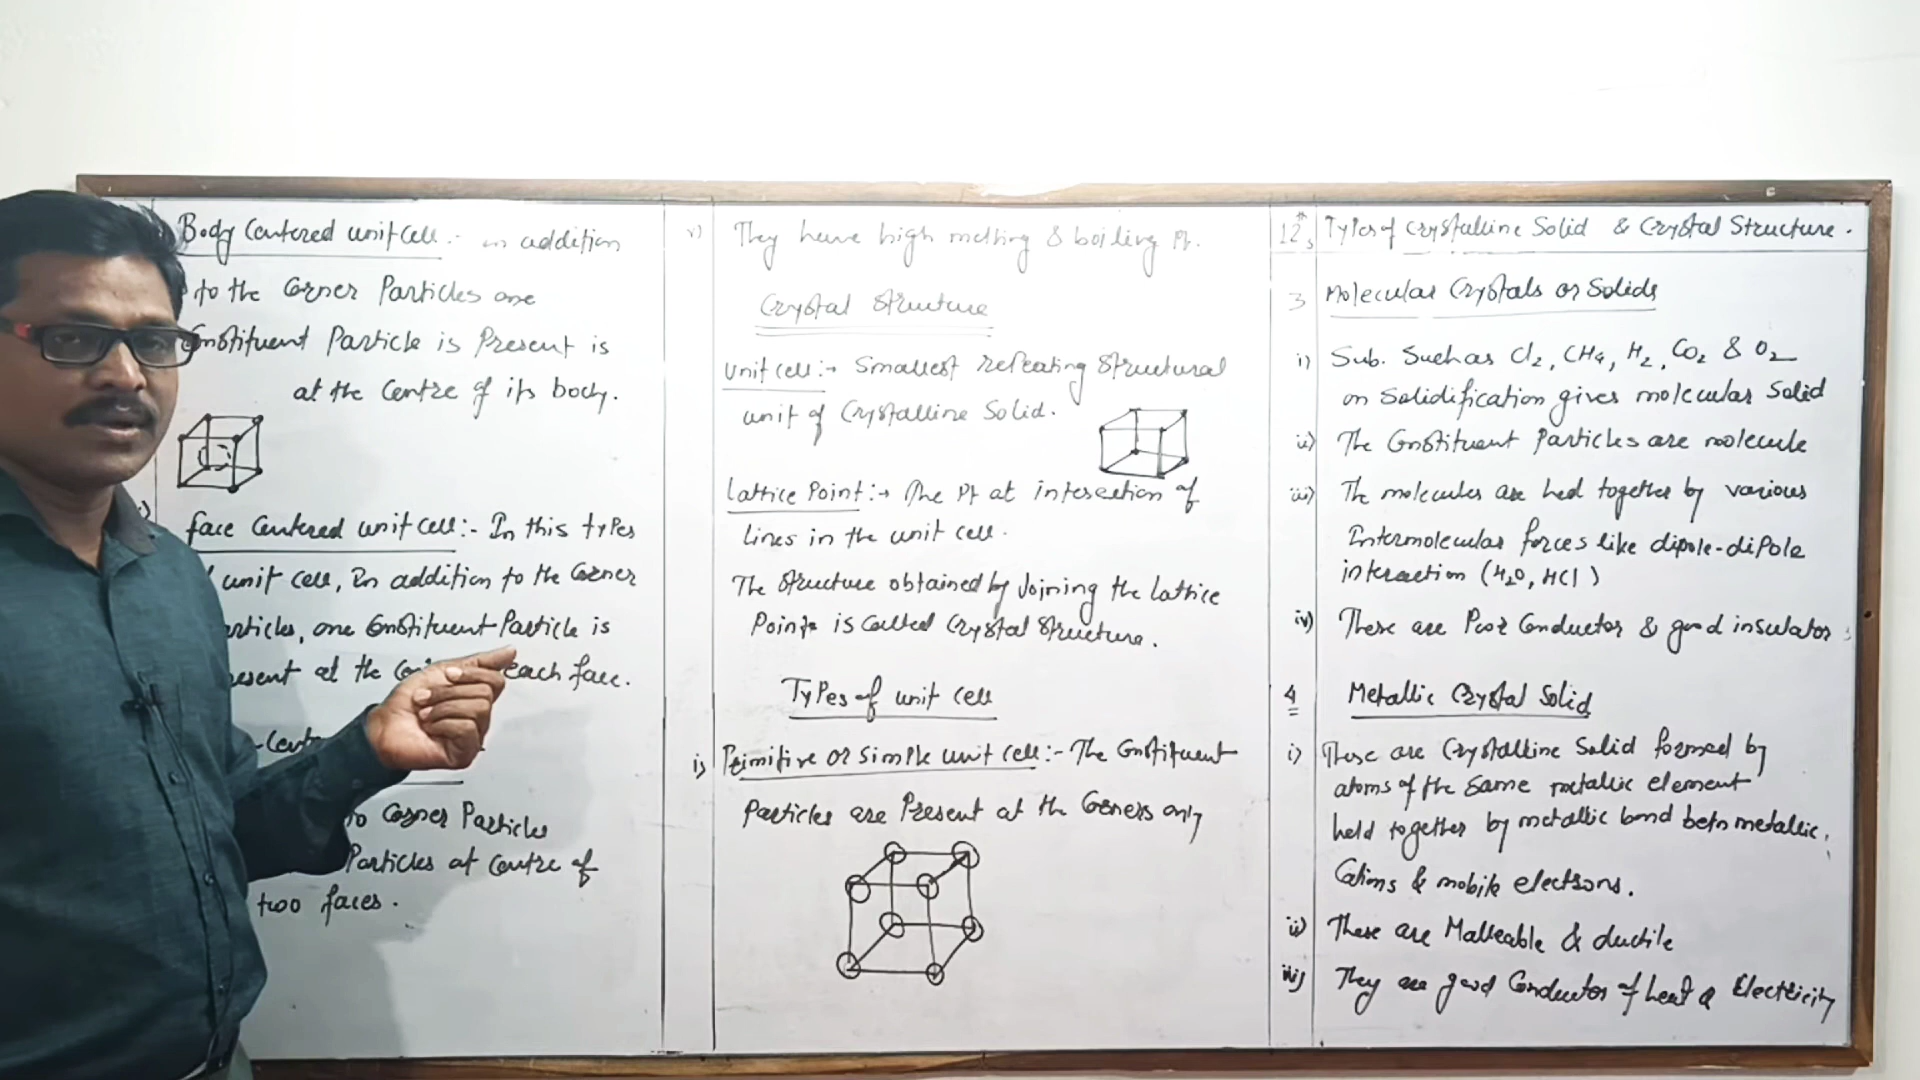 Body Centered unit Cell :- in addition
to the Corner Particles one
Constituent Particle is Present is
at the Centre of its body.
face Centered unit cell :- In this types
unit cell, In addition to the Corner
articles, one Constituent Particle is
resent at the each face.
to Corner Particles
Particles at Centre of
two faces.
v) They have high melting & boiling Pt.
Crystal Structure
Unit cell :→ Smallest repeating Structural
unit of Crystalline Solid.
Lattice Point :→ The Pt at intersection of
lines in the unit cell.
The Structure obtained by Joining the lattice
Points is Called Crystal Structure.
Types of unit cell
i) Primitive or Simple unit cell :- The Constituent
Particles are Present at the Corners only
12 Types of Crystalline Solid & Crystal Structure.
3 Molecular Crystals or Solids
i) Sub. Such as Cl2, CH4, H2, CO2 & O2
on Solidification gives molecular Solid
ii) The Constituent Particles are molecule
iii) The molecules are hed together by various
Intermolecular forces like dipole-diPole
interaction (H2O, HCl)
iv) These are Poor Conductor & good insulator
4 Metallic Crystal Solid
i) These are Crystalline Solid formed by
atoms of the Same metallic element
held together by metallic bond betn metallic
Cations & mobile electrons.
ii) These are Malleable & ductile
iii) They are good Conductor of heat & Electricity